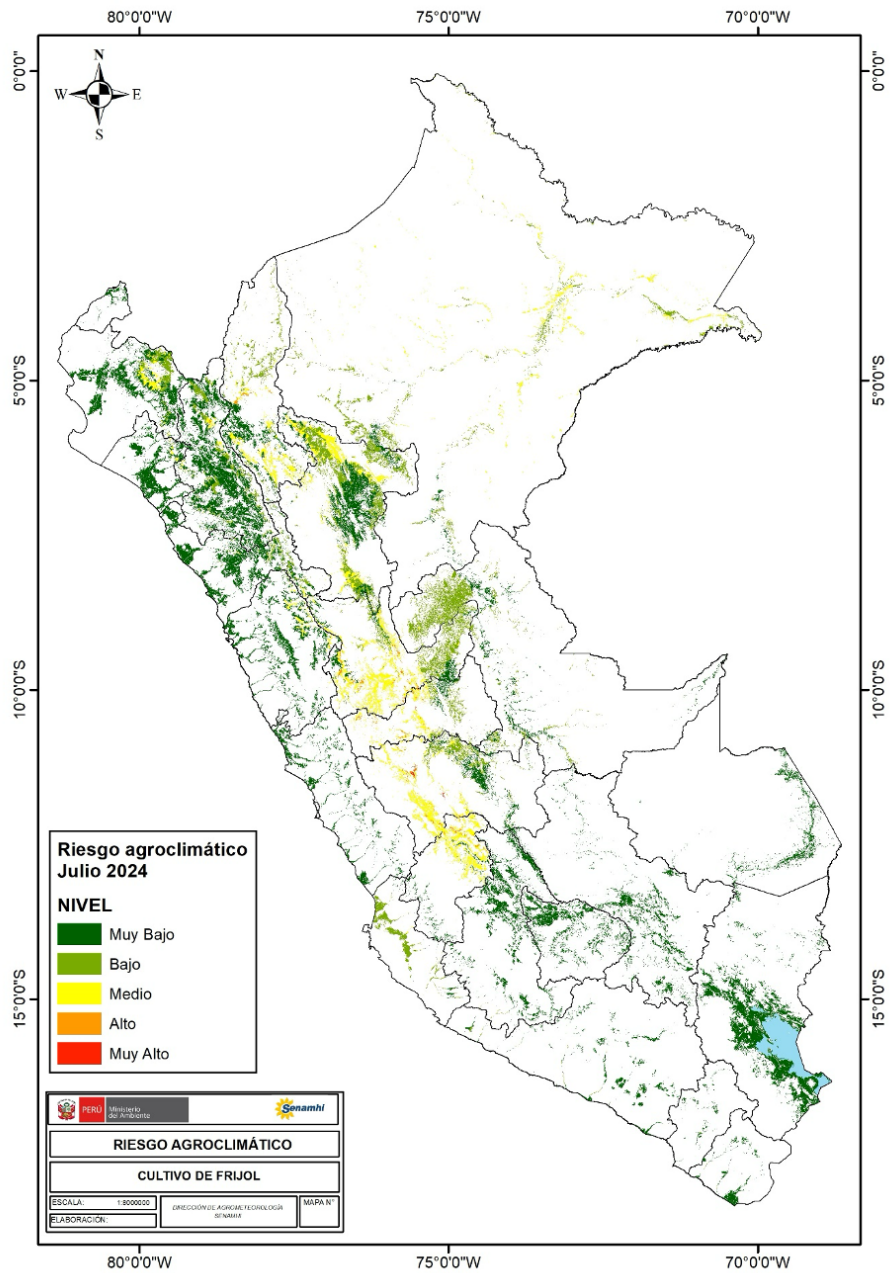 80°0'0"W 75°0'0"W 70°0'0"W
N
W E
S
0°0'0" 0°0'0"
5°0'0"S 5°0'0"S
10°0'0"S 10°0'0"S
15°0'0"S 15°0'0"S
Riesgo agroclimático
Julio 2024
NIVEL
Muy Bajo
Bajo
Medio
Alto
Muy Alto
PERÚ Ministerio
del Ambiente
Senamhi
RIESGO AGROCLIMÁTICO
CULTIVO DE FRIJOL
ESCALA: 1:8000000
ELABORACIÓN:
DIRECCIÓN DE AGROMETEOROLOGÍA
SENAMHI
MAPA N°
80°0'0"W 75°0'0"W 70°0'0"W